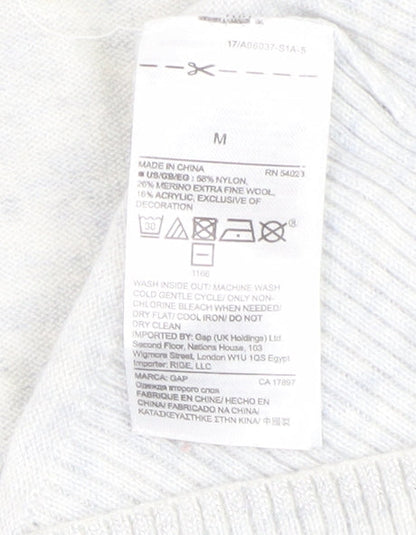 17/A06037-S1A-5
M
MADE IN CHINA RN 54023
■ US/GB/EG : 58% NYLON,
26% MERINO EXTRA FINE WOOL,
16% ACRYLIC, EXCLUSIVE OF
DECORATION
30
1106
WASH INSIDE OUT/ MACHINE WASH
COLD GENTLE CYCLE/ ONLY NON-
CHLORINE BLEACH WHEN NEEDED/
DRY FLAT/ COOL IRON/ DO NOT
DRY CLEAN
IMPORTED BY: Gap (UK Holdings) Ltd
Second Floor, Nations House, 103
Wigmore Street, London W1U 1QS Egypt
Importer: RIGE, LLC
MARCA: GAP CA 17897
Одежда второго слоя
FABRIQUE EN CHINE/ HECHO EN
CHINA/ FABRICADO NA CHINA/
ΚΑΤΑΣΚΕΥΑΣΤΗΚΕ ΣΤΗΝ ΚΙΝΑ/ 中國製